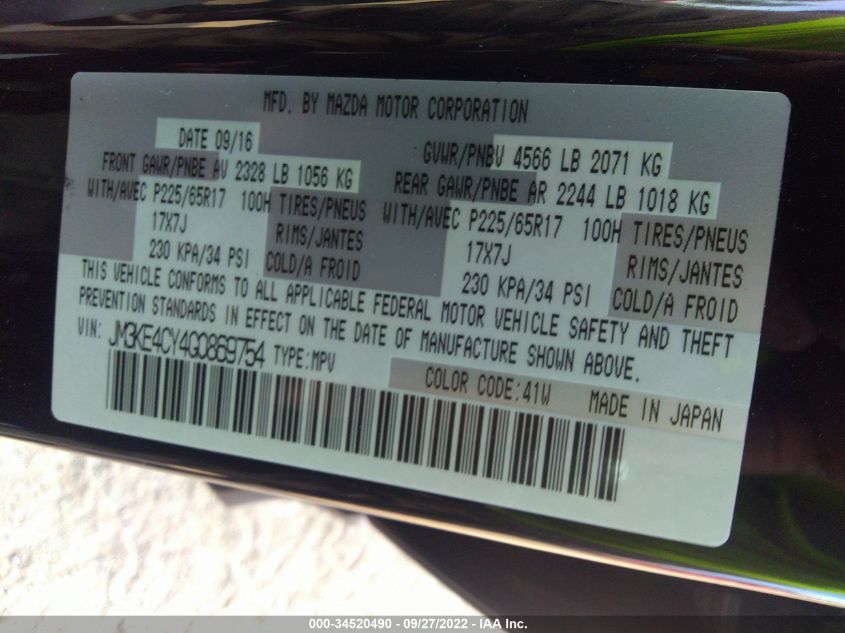 MFD. BY MAZDA MOTOR CORPORATION
DATE 09/16
GVWR/PNBV 4566 LB 2071 KG
FRONT GAWR/PNBE AV 2328 LB 1056 KG
REAR GAWR/PNBE AR 2244 LB 1018 KG
WITH/AVEC P225/65R17 100H TIRES/PNEUS
WITH/AVEC P225/65R17 100H TIRES/PNEUS
17X7J RIMS/JANTES
17X7J RIMS/JANTES
230 KPA/34 PSI COLD/A FROID
230 KPA/34 PSI COLD/A FROID
THIS VEHICLE CONFORMS TO ALL APPLICABLE FEDERAL MOTOR VEHICLE SAFETY AND THEFT
PREVENTION STANDARDS IN EFFECT ON THE DATE OF MANUFACTURE SHOWN ABOVE.
VIN: JM3KE4CY4G0869754 TYPE:MPV
COLOR CODE:41W MADE IN JAPAN
000-34520490 - 09/27/2022 - IAA Inc.